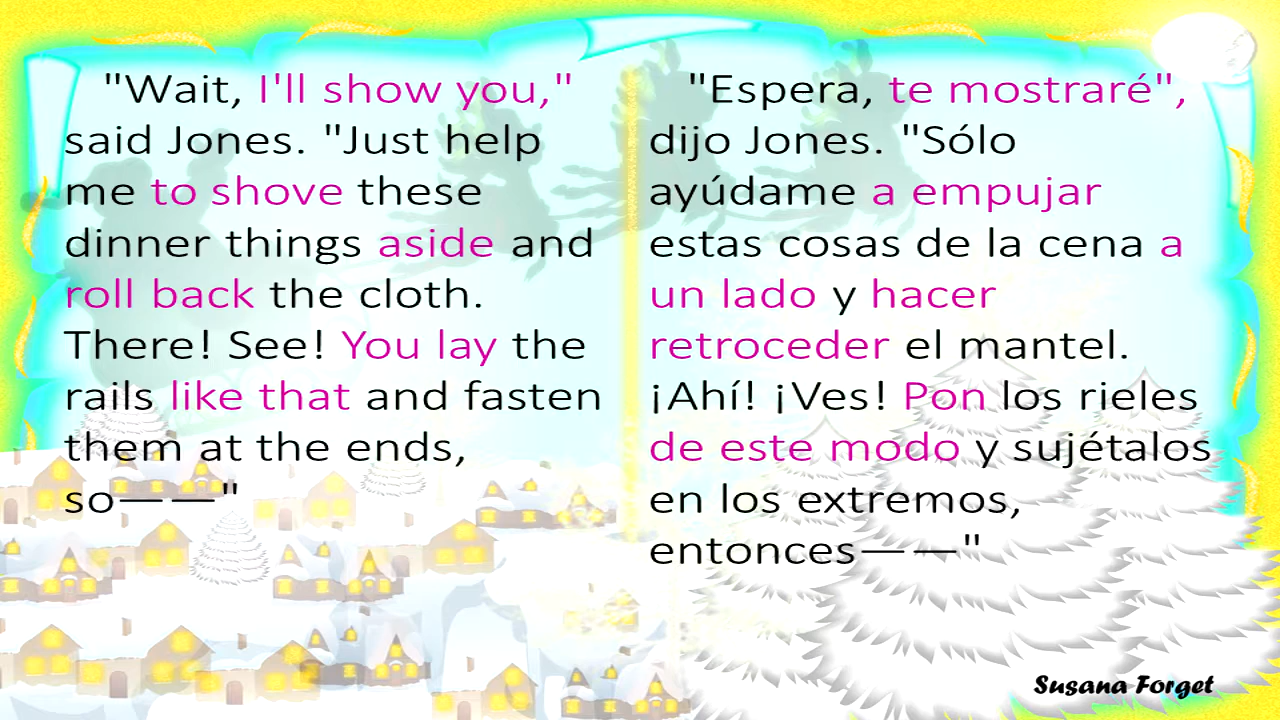 "Wait, I'll show you,"
said Jones. "Just help
me to shove these
dinner things aside and
roll back the cloth.
There! See! You lay the
rails like that and fasten
them at the ends,
so——"
"Espera, te mostraré",
dijo Jones. "Sólo
ayúdame a empujar
estas cosas de la cena a
un lado y hacer
retroceder el mantel.
¡Ahí! ¡Ves! Pon los rieles
de este modo y sujétalos
en los extremos,
entonces——"
Susana Forget